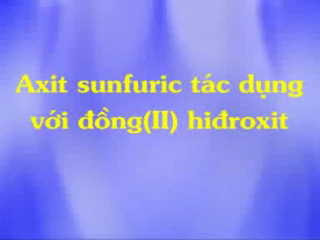 Axit sunfuric tác dụng
với đồng(II) hiđroxit